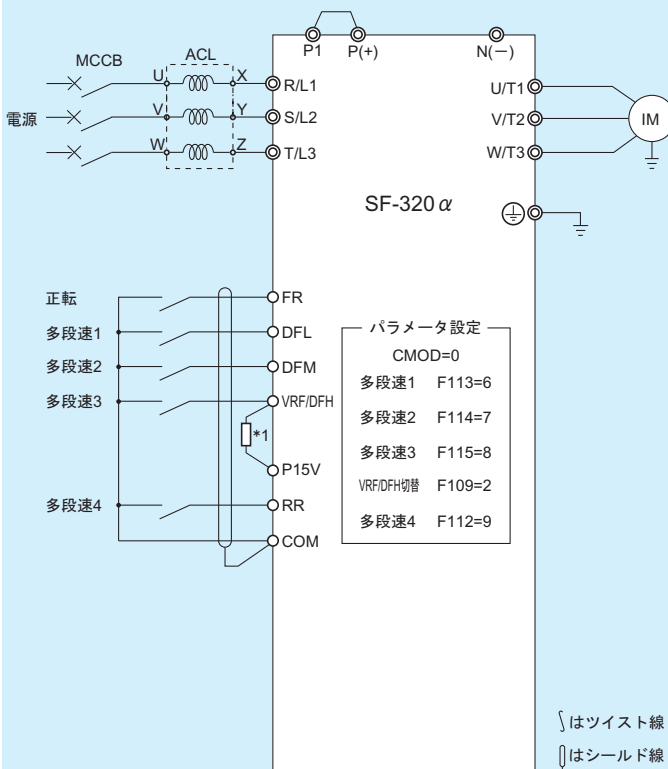 P1 P(+) N(－)
MCCB ACL
U X R/L1 U/T1
電源 V Y S/L2 V/T2 IM
W Z T/L3 W/T3
SF-320α
正転 FR
多段速1 DFL
多段速2 DFM
多段速3 VRF/DFH
*1
P15V
多段速4 RR
COM
パラメータ設定
CMOD=0
多段速1 F113=6
多段速2 F114=7
多段速3 F115=8
VRF/DFH切替 F109=2
多段速4 F112=9
はツイスト線
はシールド線